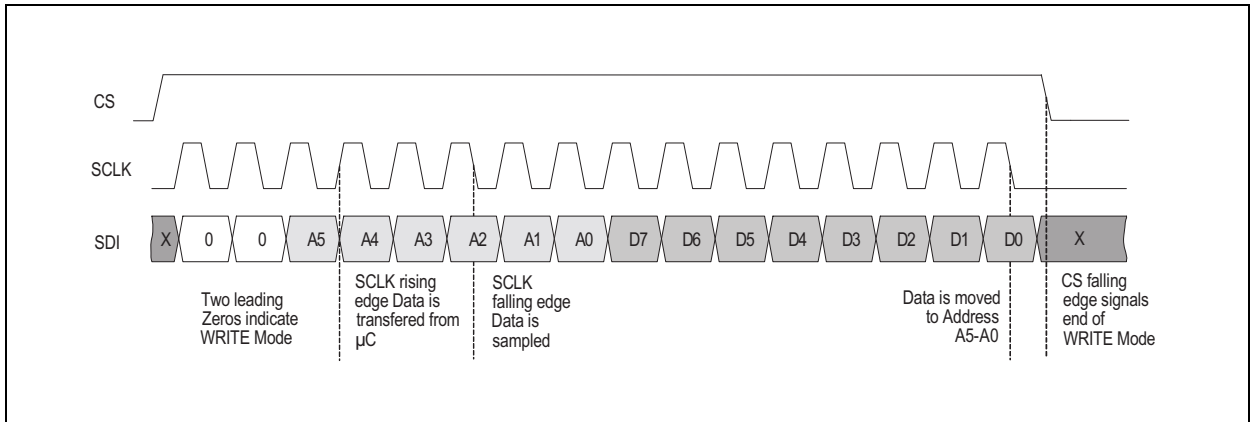 CS
SCLK
SDI X 0 0 A5 A4 A3 A2 A1 A0 D7 D6 D5 D4 D3 D2 D1 D0 X
Two leading
Zeros indicate
WRITE Mode
SCLK rising
edge Data is
transfered from
µC
SCLK
falling edge
Data is
sampled
Data is moved
to Address
A5-A0
CS falling
edge signals
end of
WRITE Mode